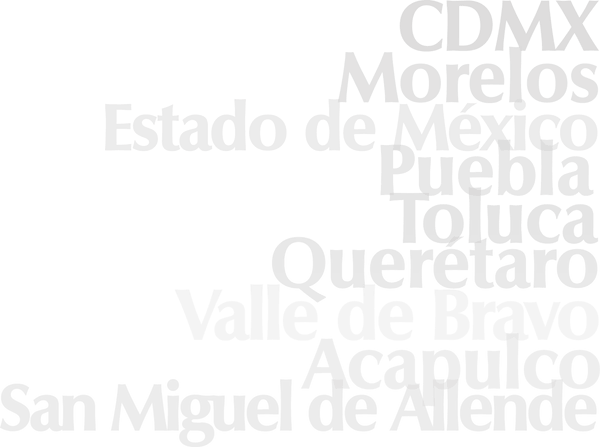 CDMX
Morelos
Estado de México
Puebla
Toluca
Querétaro
Valle de Bravo
Acapulco
San Miguel de Allende